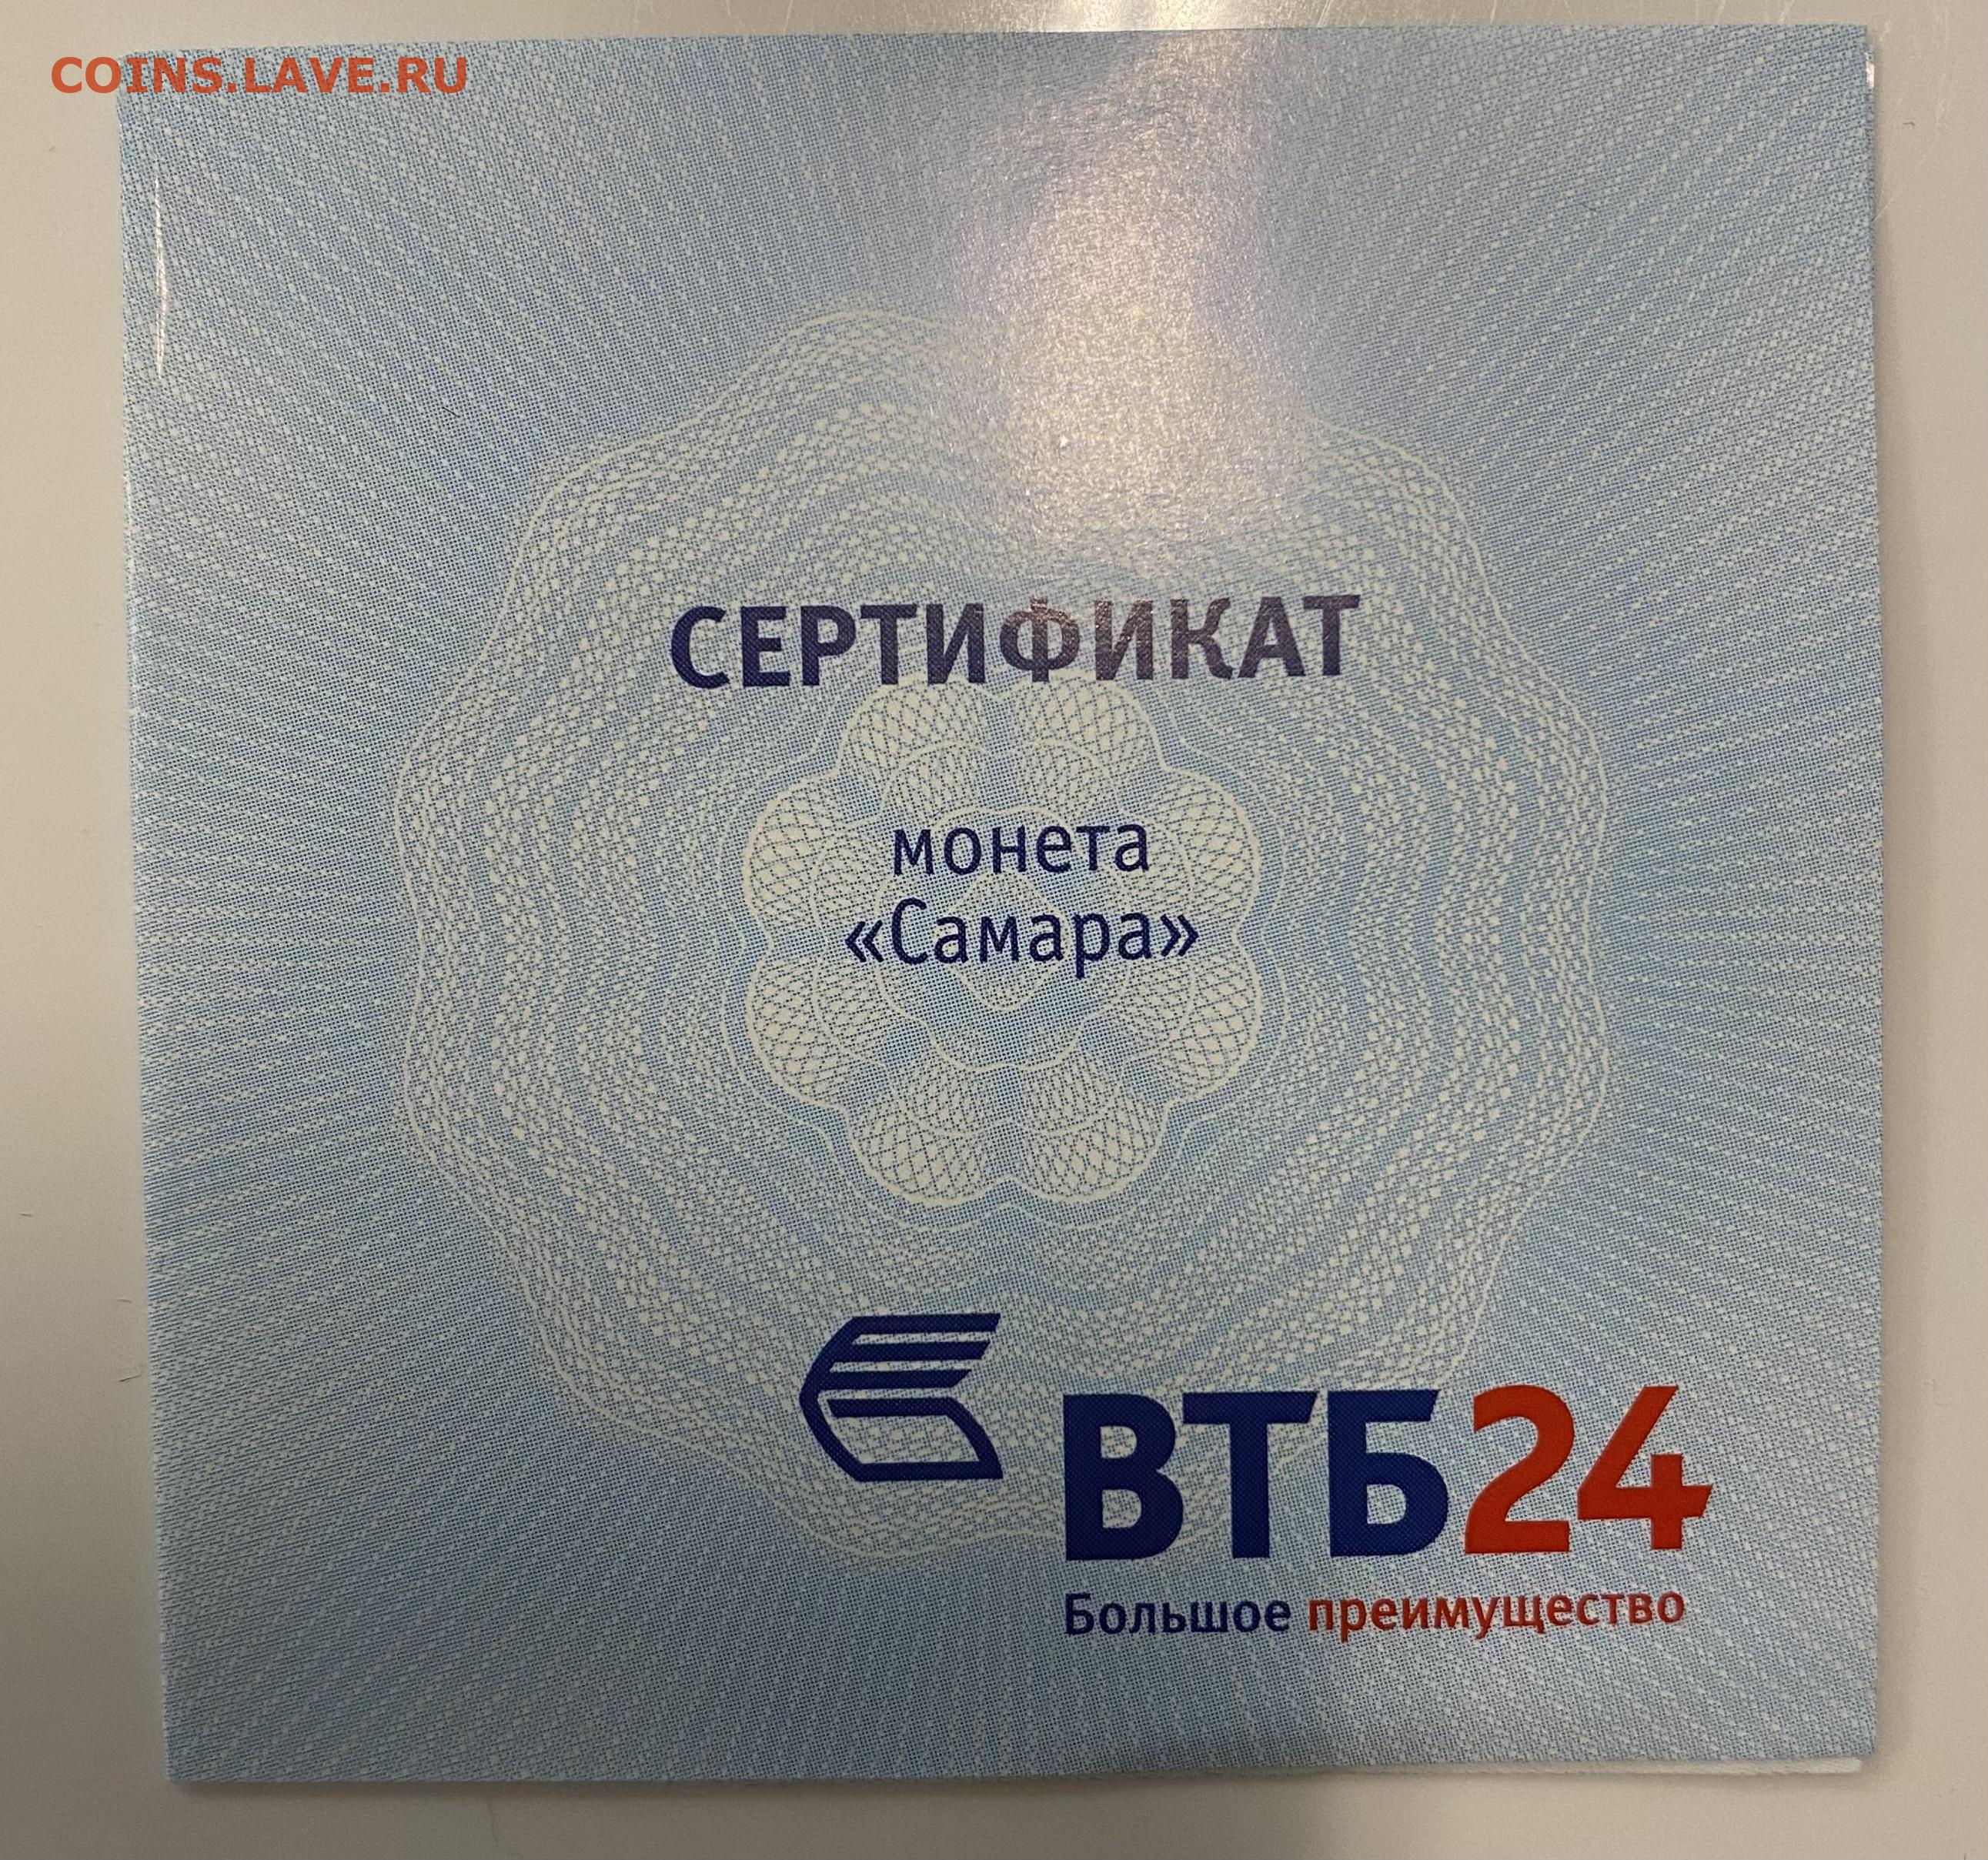 COINS.LAVE.RU
СЕРТИФИКАТ
монета
«Самара»
ВТБ24
Большое преимущество